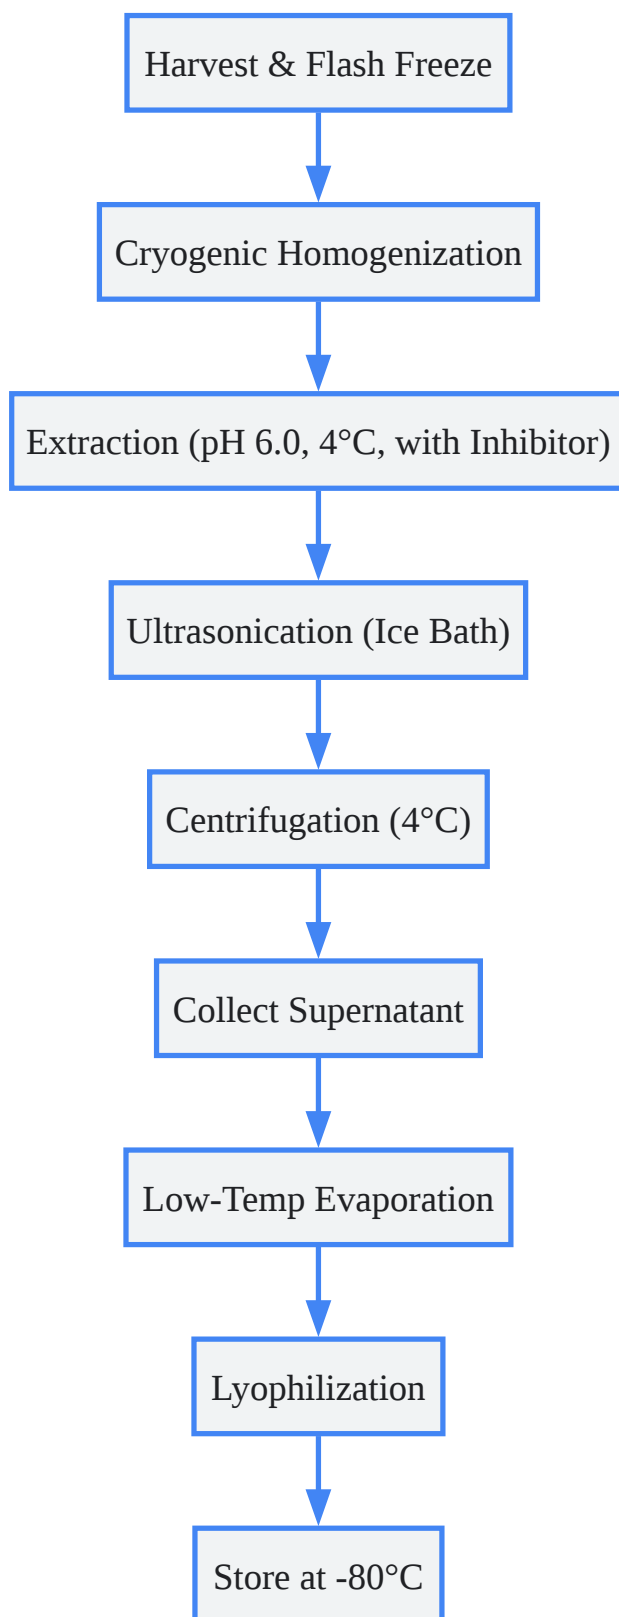 Harvest & Flash Freeze
Cryogenic Homogenization
Extraction (pH 6.0, 4°C, with Inhibitor)
Ultrasonication (Ice Bath)
Centrifugation (4°C)
Collect Supernatant
Low-Temp Evaporation
Lyophilization
Store at -80°C